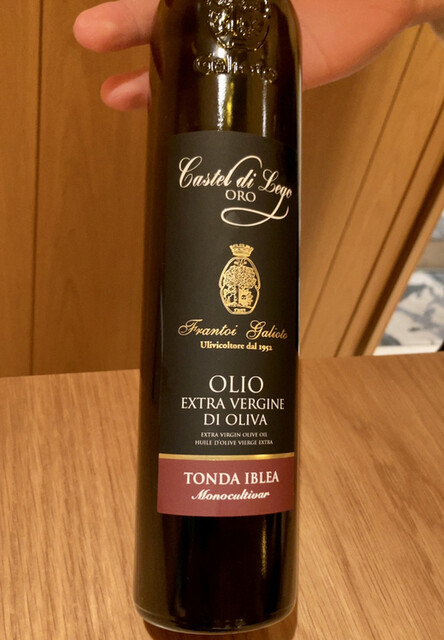 Galioto
Castel di Lego
ORO
Frantoi Galioto
Ulivicoltore dal 1952
OLIO
EXTRA VERGINE
DI OLIVA
EXTRA VIRGIN OLIVE OIL
HUILE D'OLIVE VIERGE EXTRA
TONDA IBLEA
Monocultivar